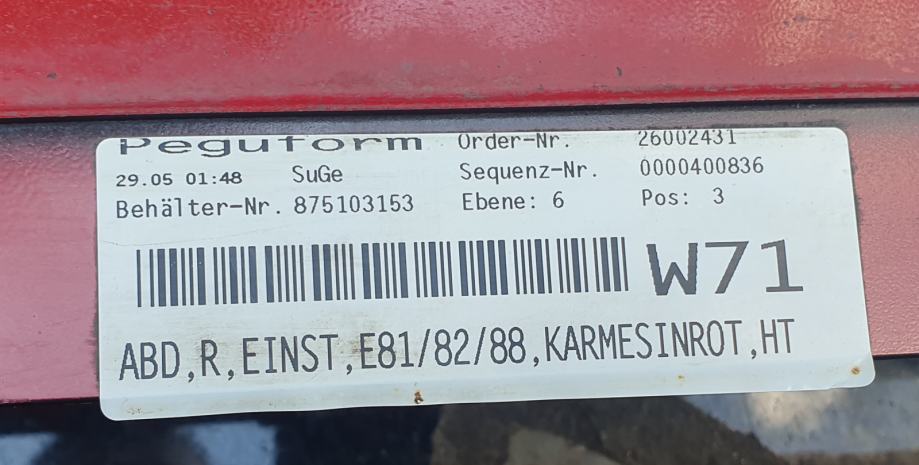 Peguform Order-Nr. 26002431
29.05 01:48 SuGe Sequenz-Nr. 0000400836
Behälter-Nr. 875103153 Ebene: 6 Pos: 3
W71
ABD,R,EINST,E81/82/88,KARMESINROT,HT